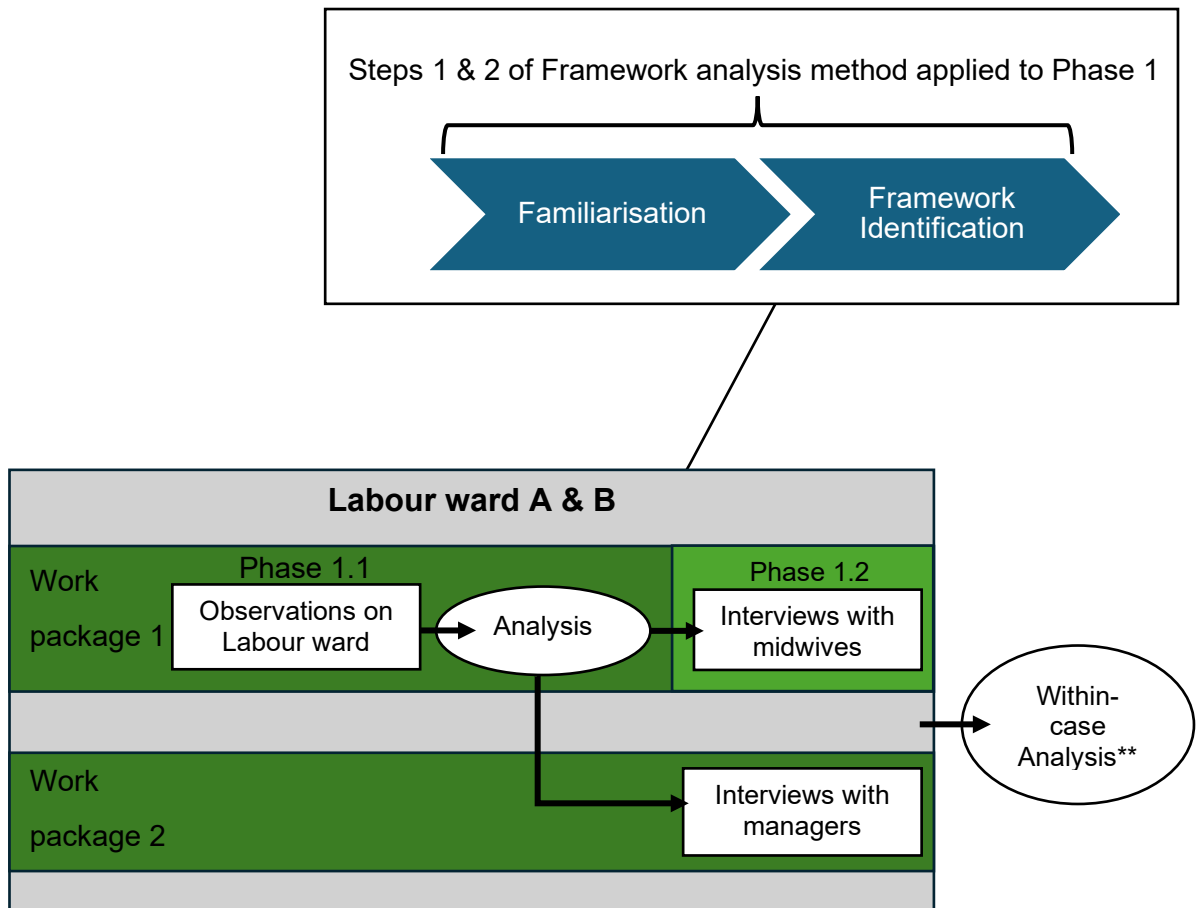 Steps 1 & 2 of Framework analysis method applied to Phase 1
Familiarisation
Framework
Identification
Labour ward A & B
Work
package 1
Phase 1.1
Observations on
Labour ward
Analysis
Phase 1.2
Interviews with
midwives
Within-
case
Analysis**
Work
package 2
Interviews with
managers